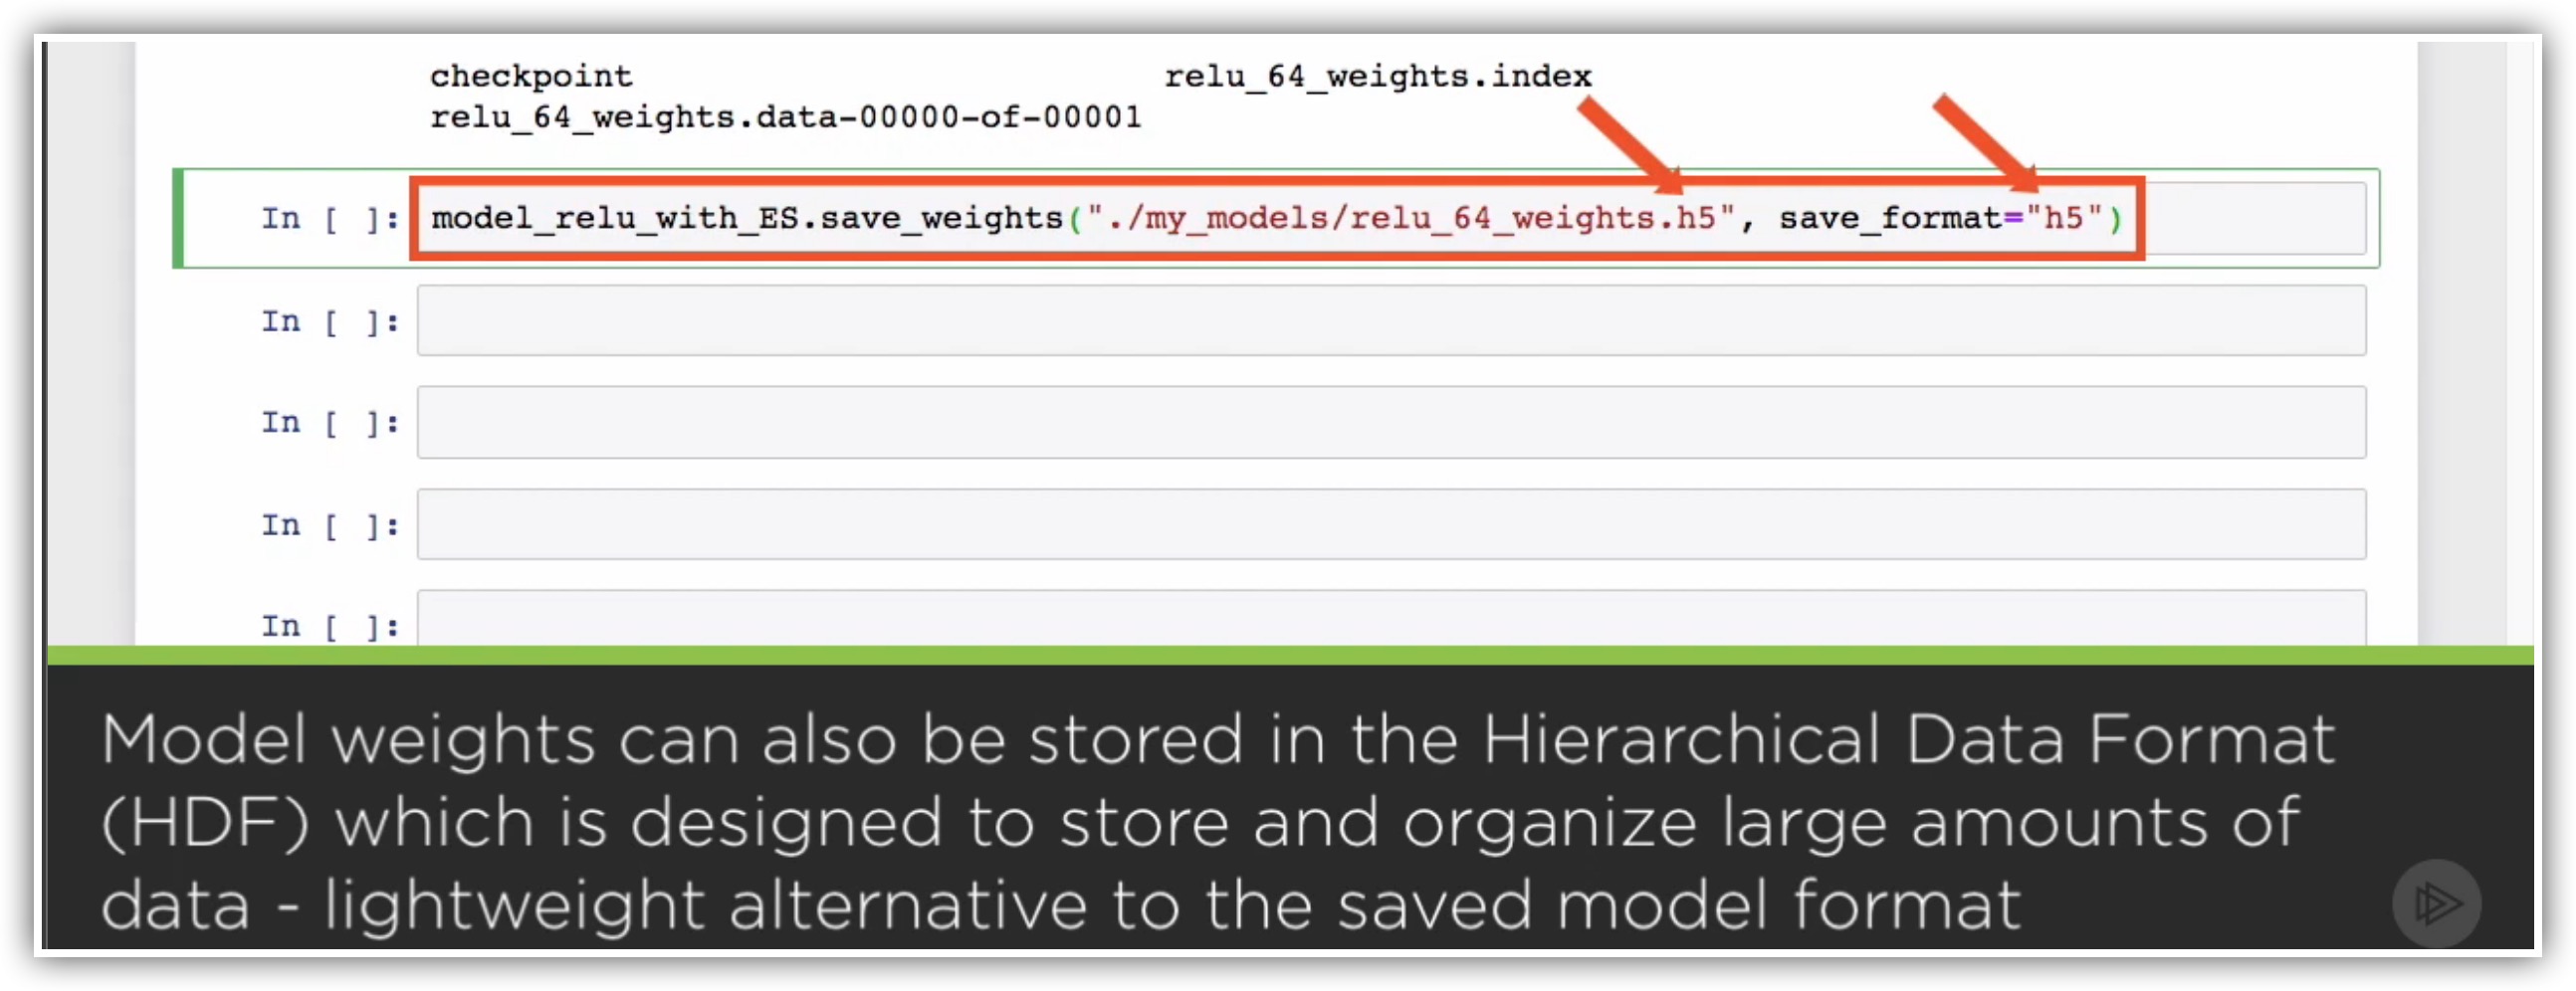 checkpoint relu_64_weights.index
relu_64_weights.data-00000-of-00001
In [ ]: model_relu_with_ES.save_weights("./my_models/relu_64_weights.h5", save_format="h5")
In [ ]:
In [ ]:
In [ ]:
In [ ]:
Model weights can also be stored in the Hierarchical Data Format
(HDF) which is designed to store and organize large amounts of
data - lightweight alternative to the saved model format